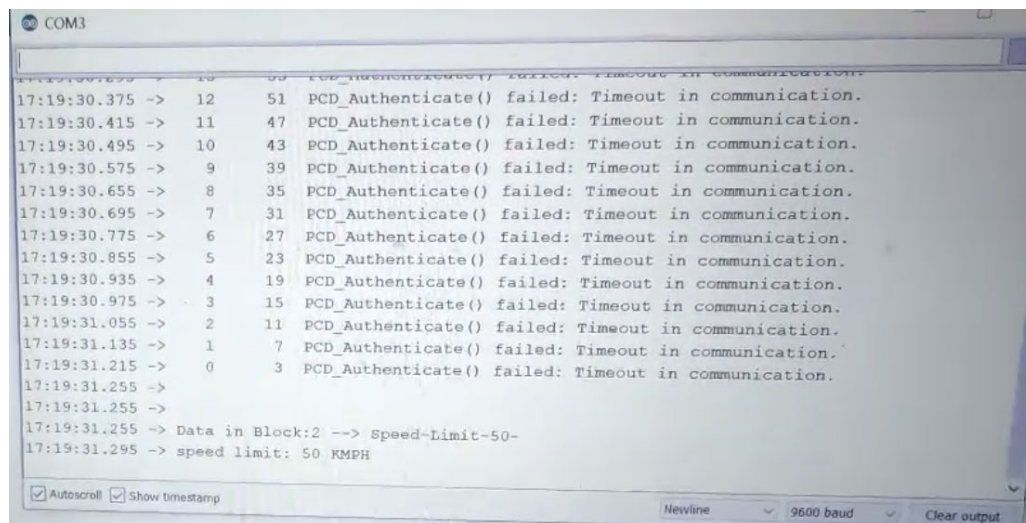 COM3
17:19:30.375 -> 12 51 PCD_Authenticate() failed: Timeout in communication.
17:19:30.415 -> 11 47 PCD_Authenticate() failed: Timeout in communication.
17:19:30.495 -> 10 43 PCD_Authenticate() failed: Timeout in communication.
17:19:30.575 -> 9 39 PCD_Authenticate() failed: Timeout in communication.
17:19:30.655 -> 8 35 PCD_Authenticate() failed: Timeout in communication.
17:19:30.695 -> 7 31 PCD_Authenticate() failed: Timeout in communication.
17:19:30.775 -> 6 27 PCD_Authenticate() failed: Timeout in communication.
17:19:30.855 -> 5 23 PCD_Authenticate() failed: Timeout in communication.
17:19:30.935 -> 4 19 PCD_Authenticate() failed: Timeout in communication.
17:19:30.975 -> 3 15 PCD_Authenticate() failed: Timeout in communication.
17:19:31.055 -> 2 11 PCD_Authenticate() failed: Timeout in communication.
17:19:31.135 -> 1 7 PCD_Authenticate() failed: Timeout in communication.
17:19:31.215 -> 0 3 PCD_Authenticate() failed: Timeout in communication.
17:19:31.255 ->
17:19:31.255 ->
17:19:31.255 -> Data in Block:2 --> Speed-Limit-50-
17:19:31.295 -> speed limit: 50 KMPH
Autoscroll Show timestamp Newline 9600 baud Clear output